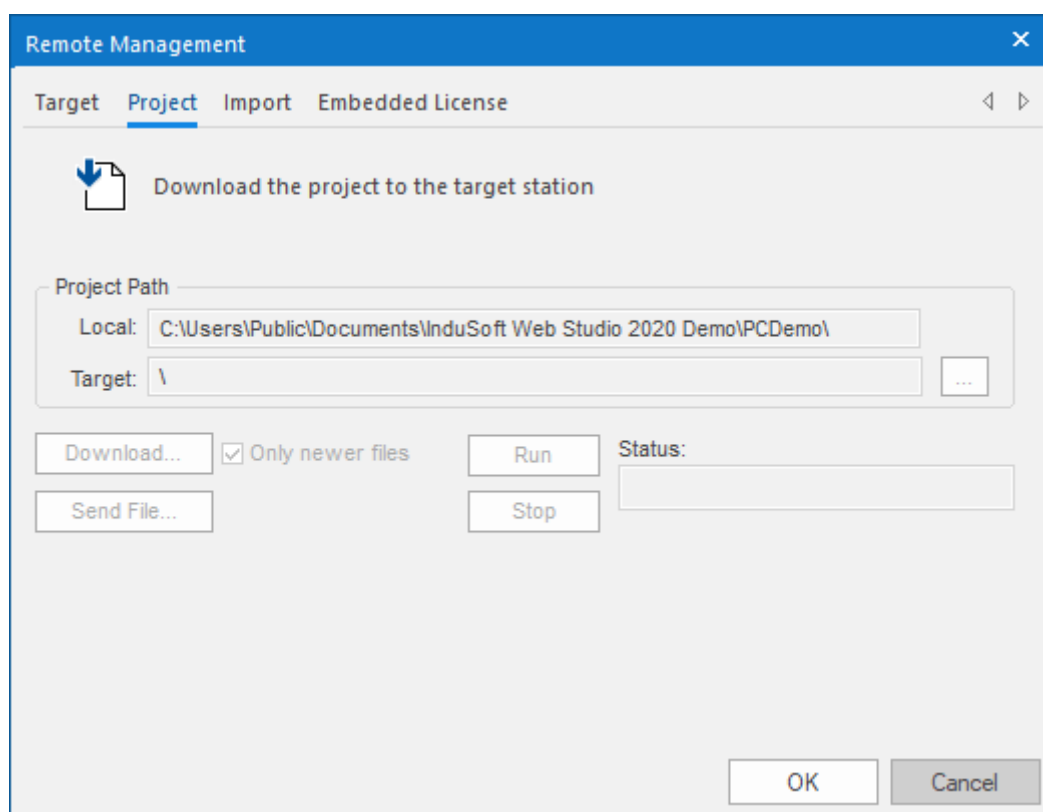 Remote Management
Target Project Import Embedded License
Download the project to the target station
Project Path
Local: C:\Users\Public\Documents\InduSoft Web Studio 2020 Demo\PCDemo\
Target: \ ...
Download... Only newer files Run Status:
Send File... Stop
OK Cancel